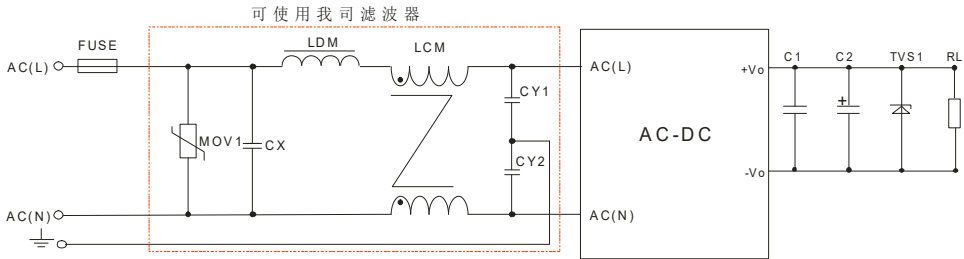 可使用我司滤波器
FUSE
LDM
LCM
AC(L)
AC(L)
+Vo
C1
C2
TVS1
RL
CY1
MOV1
CX
+
AC-DC
CY2
-Vo
AC(N)
AC(N)